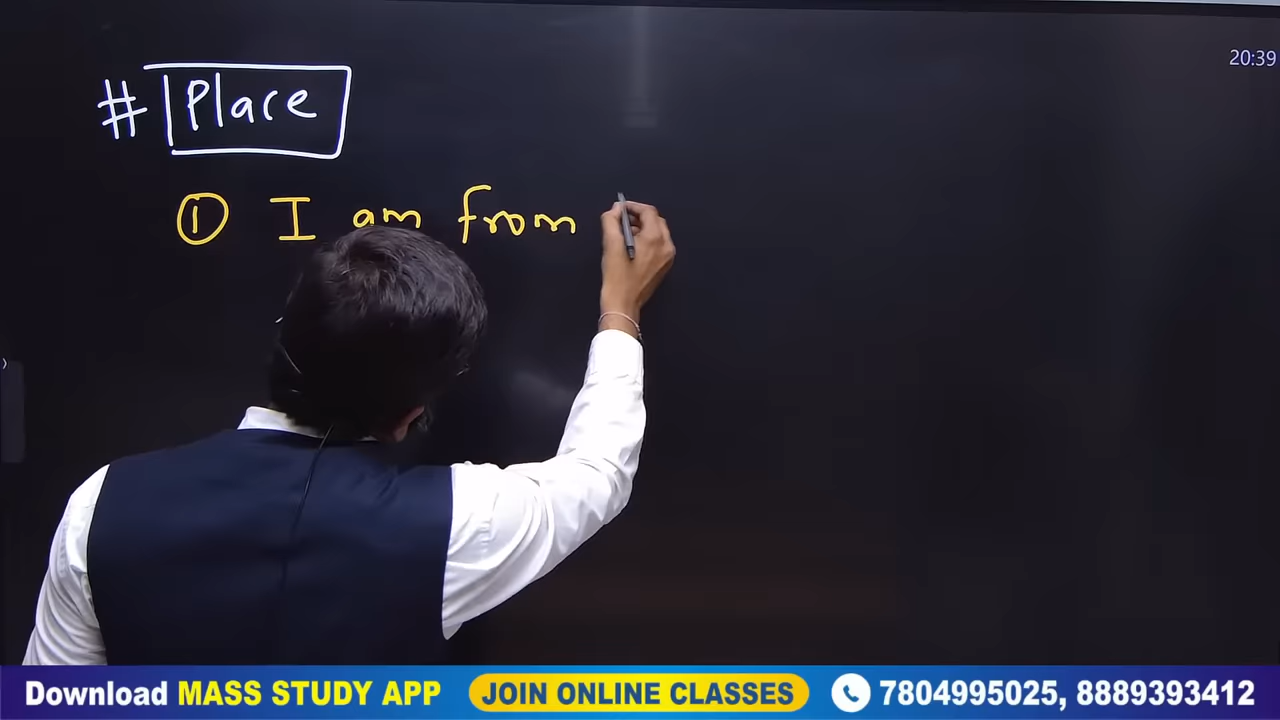 20:39
# Place
① I am from
Download MASS STUDY APP JOIN ONLINE CLASSES 7804995025, 8889393412